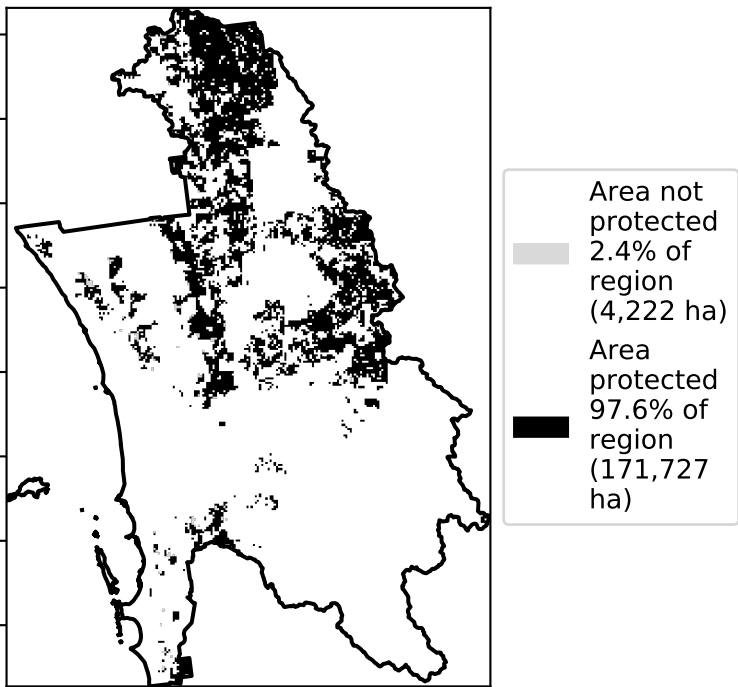 Area not
protected
2.4% of
region
(4,222 ha)
Area
protected
97.6% of
region
(171,727
ha)